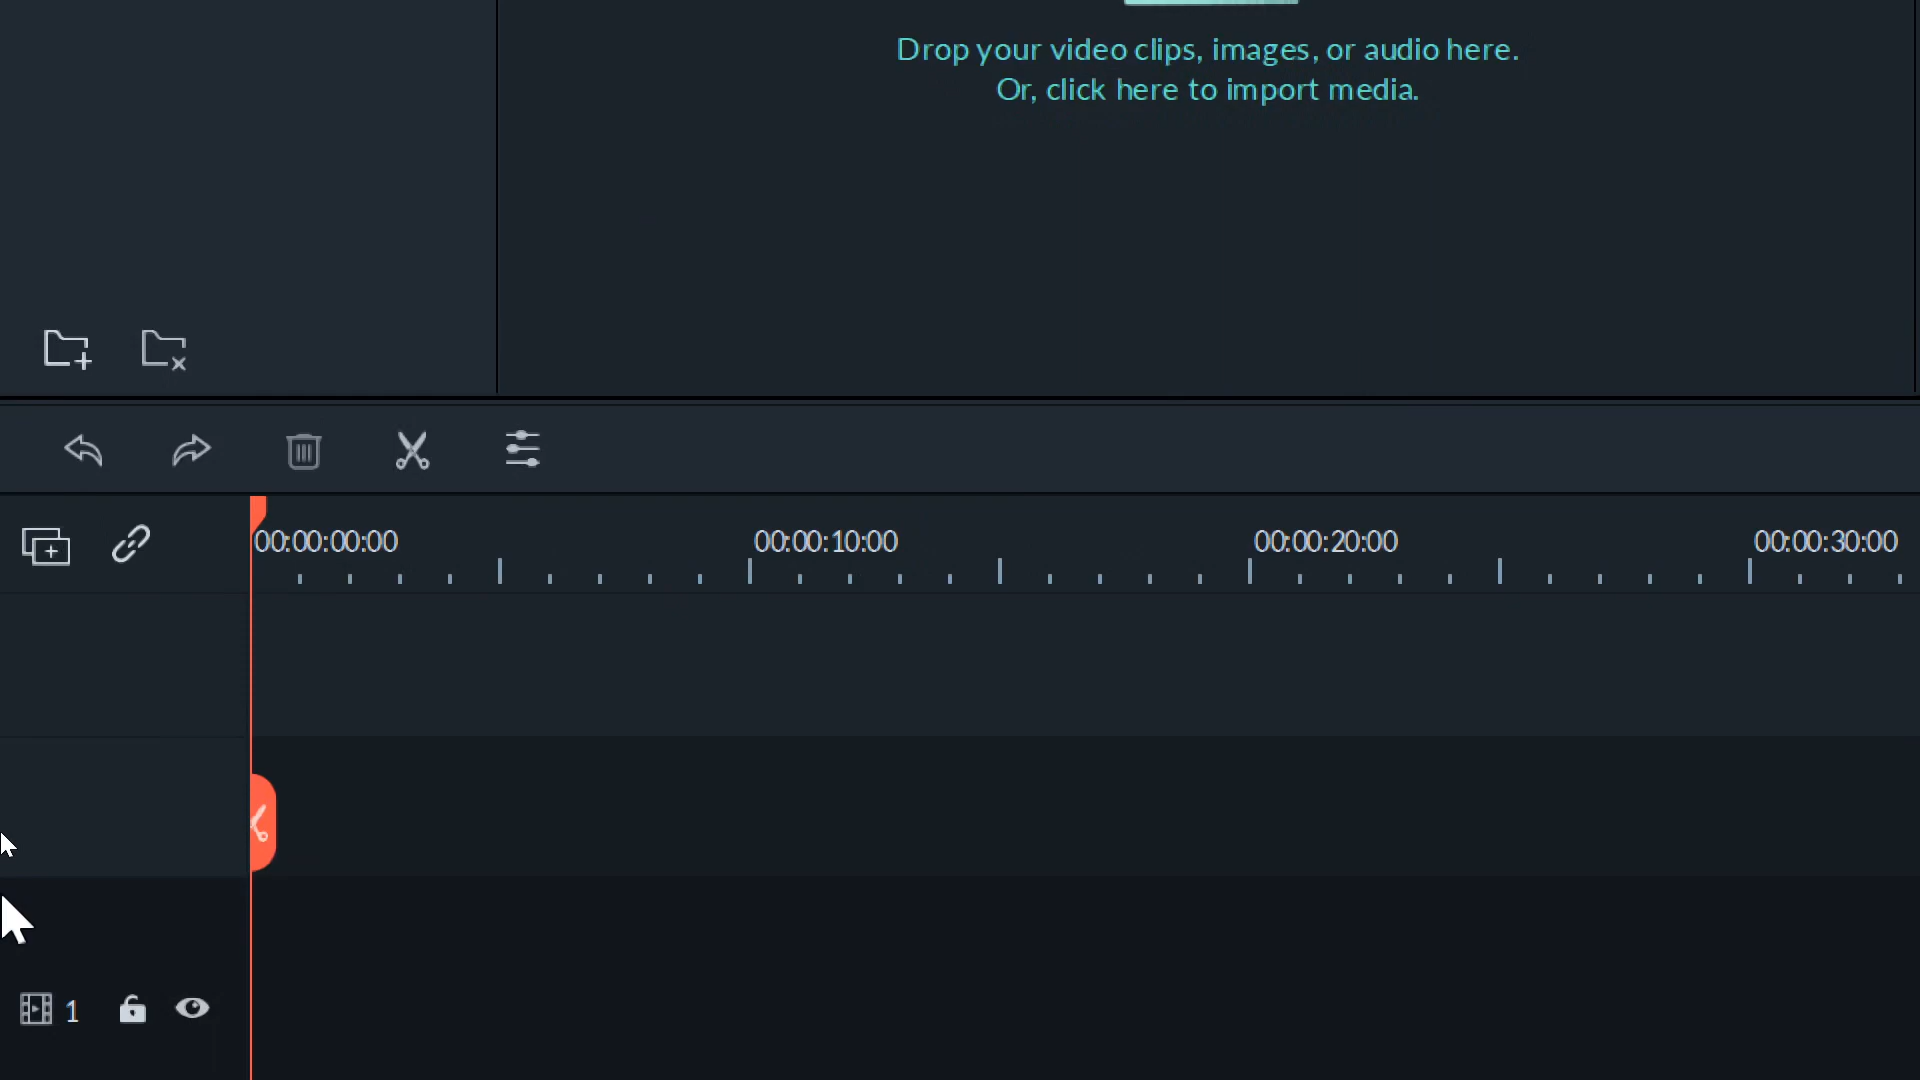 Drop your video clips, images, or audio here.
Or, click here to import media.
00:00:00:00 00:00:10:00 00:00:20:00 00:00:30:00
1